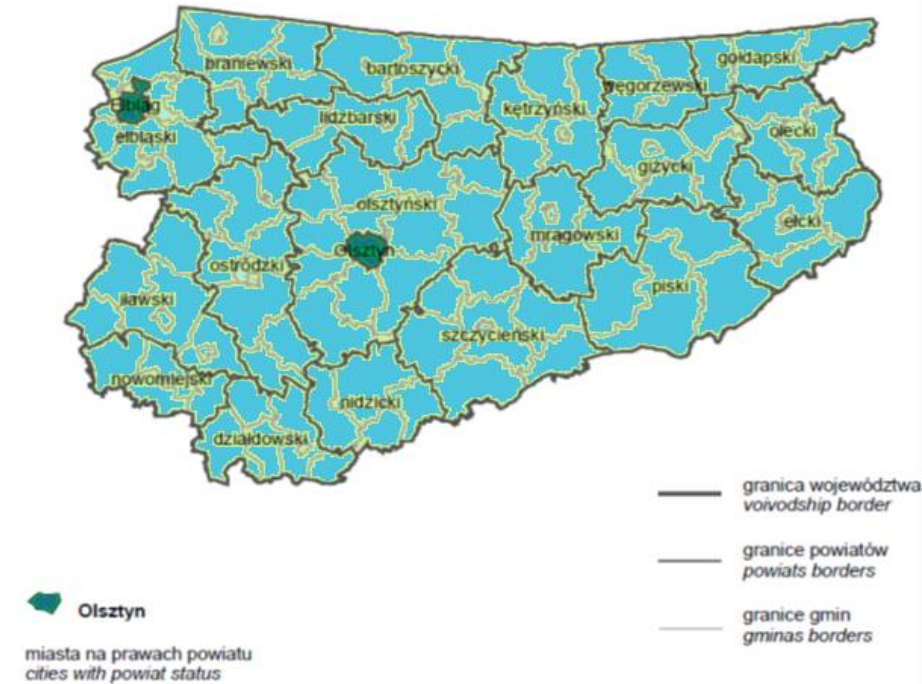 braniewski
bartoszycki
gołdapski
węgorzewski
Elbląg
kętrzyński
lidzbarski
elbląski
olecki
giżycki
olsztyński
ełcki
mrągowski
Olsztyn
ostródzki
piski
iławski
szczycieński
nowomiejski
nidzicki
działdowski
granica województwa
voivodship border
granice powiatów
powiats borders
granice gmin
gminas borders
Olsztyn
miasta na prawach powiatu
cities with powiat status